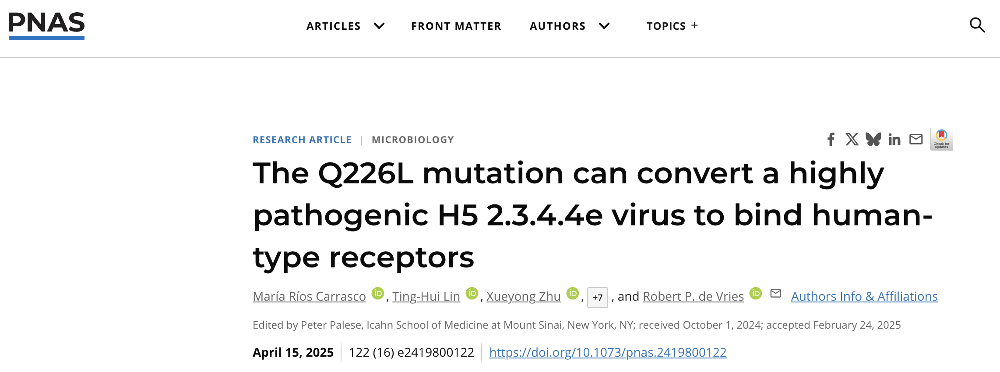 PNAS
ARTICLES FRONT MATTER AUTHORS TOPICS +
RESEARCH ARTICLE | MICROBIOLOGY
Check for
updates
The Q226L mutation can convert a highly
pathogenic H5 2.3.4.4e virus to bind human-
type receptors
María Ríos Carrasco iD, Ting-Hui Lin iD, Xueyong Zhu iD, +7, and Robert P. de Vries iD Authors Info & Affiliations
Edited by Peter Palese, Icahn School of Medicine at Mount Sinai, New York, NY; received October 1, 2024; accepted February 24, 2025
April 15, 2025 | 122 (16) e2419800122 | https://doi.org/10.1073/pnas.2419800122